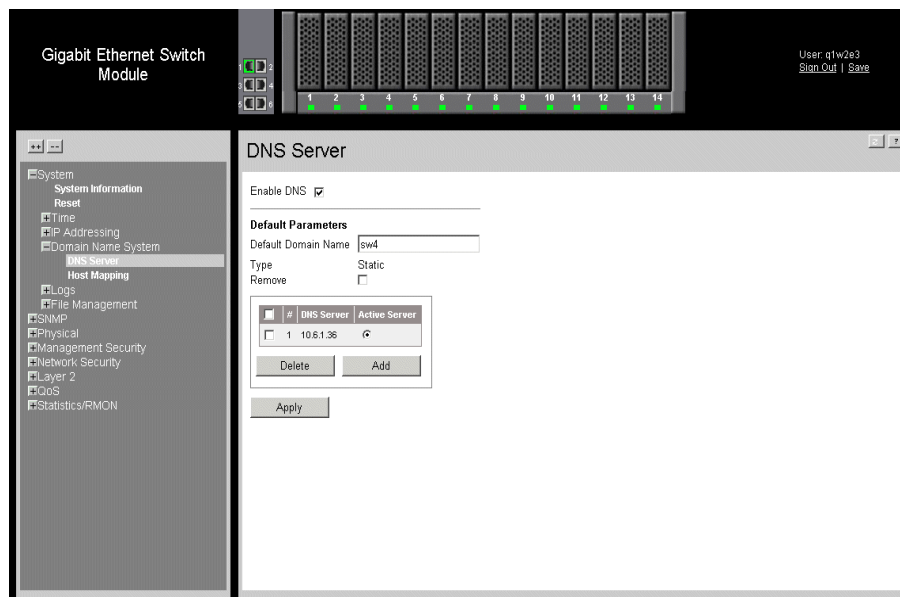 Gigabit Ethernet Switch
Module
1 2
3 4
5 6
1 2 3 4 5 6 7 8 9 10 11 12 13 14
User: q1w2e3
Sign Out | Save
++ --
System
System Information
Reset
Time
IP Addressing
Domain Name System
DNS Server
Host Mapping
Logs
File Management
SNMP
Physical
Management Security
Network Security
Layer 2
QoS
Statistics/RMON
DNS Server
?
Enable DNS
Default Parameters
Default Domain Name sw4
Type Static
Remove
# DNS Server Active Server
1 10.6.1.36
Delete Add
Apply